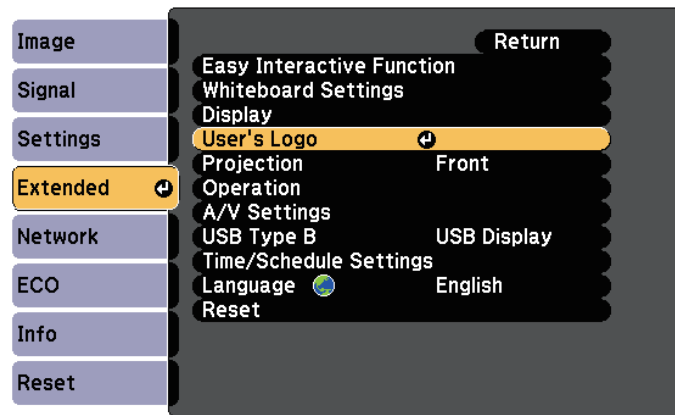 Image
Signal
Settings
Extended
Network
ECO
Info
Reset
Return
Easy Interactive Function
Whiteboard Settings
Display
User's Logo
Projection Front
Operation
A/V Settings
USB Type B USB Display
Time/Schedule Settings
Language English
Reset